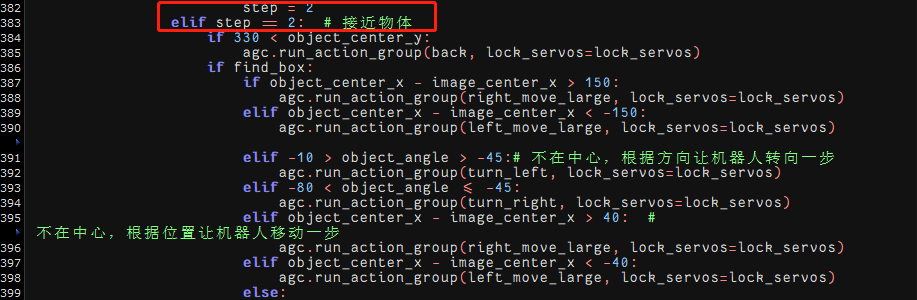 382 step = 2
383 elif step == 2: # 接近物体
384 if 330 < object_center_y:
385 agc.run_action_group(back, lock_servos=lock_servos)
386 if find_box:
387 if object_center_x - image_center_x > 150:
388 agc.run_action_group(right_move_large, lock_servos=lock_servos)
389 elif object_center_x - image_center_x < -150:
390 agc.run_action_group(left_move_large, lock_servos=lock_servos)
391 elif -10 > object_angle > -45:# 不在中心，根据方向让机器人转向一步
392 agc.run_action_group(turn_left, lock_servos=lock_servos)
393 elif -80 < object_angle <= -45:
394 agc.run_action_group(turn_right, lock_servos=lock_servos)
395 elif object_center_x - image_center_x > 40: #
不在中心，根据位置让机器人移动一步
396 agc.run_action_group(right_move_large, lock_servos=lock_servos)
397 elif object_center_x - image_center_x < -40:
398 agc.run_action_group(left_move_large, lock_servos=lock_servos)
399 else: